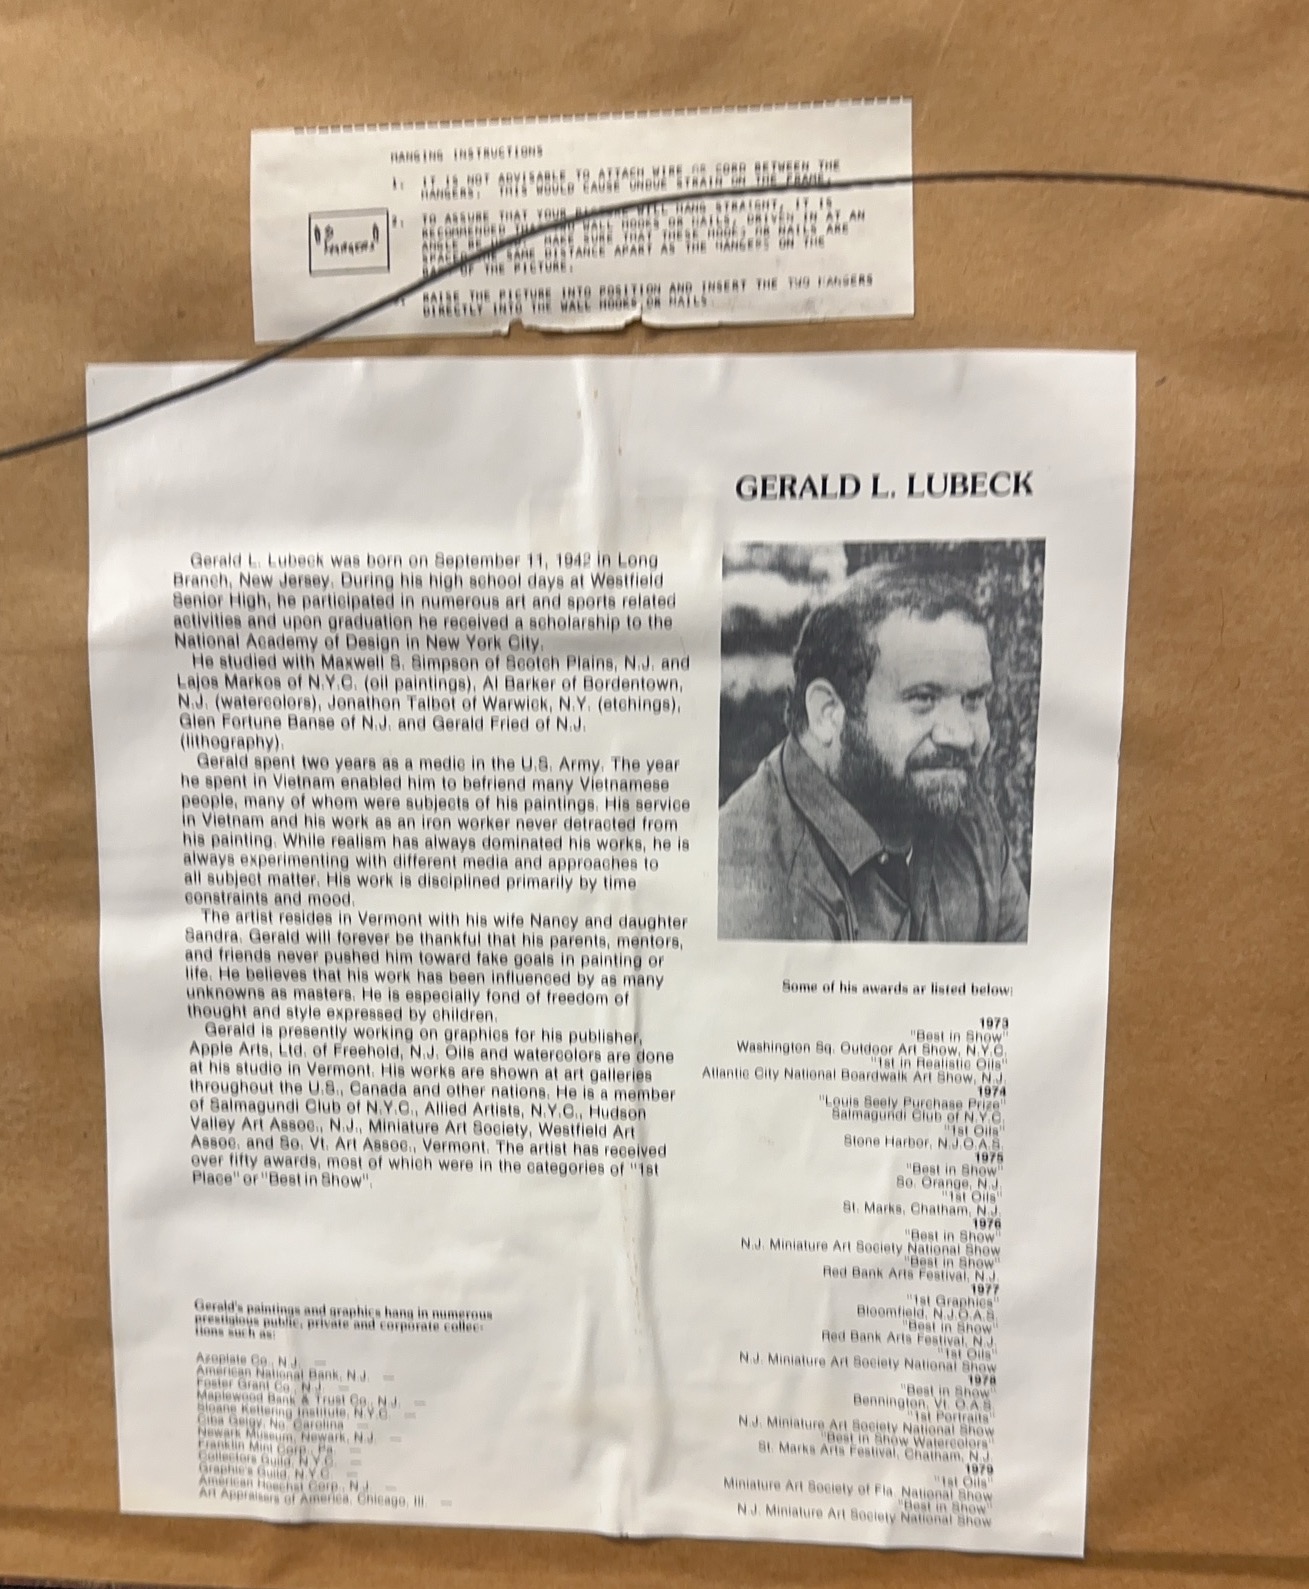 HANGING INSTRUCTIONS
1. IT IS NOT ADVISABLE TO ATTACH WIRE OR CORD BETWEEN THE
HANGERS. THIS WOULD CAUSE UNDUE STRAIN ON THE FRAME.
2. TO ASSURE THAT YOUR PICTURE WILL HANG STRAIGHT, IT IS
RECOMMENDED THAT WALL HOOKS OR NAILS, DRIVEN IN AT AN
ANGLE BE MAKE SURE THAT THESE HOOKS OR NAILS ARE
SPACED SAME DISTANCE APART AS THE HANGERS ON THE
OF THE PICTURE.
RAISE THE PICTURE INTO POSITION AND INSERT THE TWO HANGERS
DIRECTLY INTO THE WALL HOOKS OR NAILS
HANGERS
GERALD L. LUBECK
Gerald L. Lubeck was born on September 11, 1942 in Long
Branch, New Jersey. During his high school days at Westfield
Senior High, he participated in numerous art and sports related
activities and upon graduation he received a scholarship to the
National Academy of Design in New York City.
He studied with Maxwell S. Simpson of Scotch Plains, N.J. and
Lajos Markos of N.Y.C. (oil paintings), Al Barker of Bordentown,
N.J. (watercolors), Jonathon Talbot of Warwick, N.Y. (etchings),
Glen Fortune Banse of N.J. and Gerald Fried of N.J.
(lithography).
Gerald spent two years as a medic in the U.S. Army. The year
he spent in Vietnam enabled him to befriend many Vietnamese
people, many of whom were subjects of his paintings. His service
in Vietnam and his work as an iron worker never detracted from
his painting. While realism has always dominated his works, he is
always experimenting with different media and approaches to
all subject matter. His work is disciplined primarily by time
constraints and mood.
The artist resides in Vermont with his wife Nancy and daughter
Sandra. Gerald will forever be thankful that his parents, mentors,
and friends never pushed him toward fake goals in painting or
life. He believes that his work has been influenced by as many
unknowns as masters. He is especially fond of freedom of
thought and style expressed by children.
Gerald is presently working on graphics for his publisher,
Apple Arts, Ltd. of Freehold, N.J. Oils and watercolors are done
at his studio in Vermont. His works are shown at art galleries
throughout the U.S., Canada and other nations. He is a member
of Salmagundi Club of N.Y.C., Allied Artists, N.Y.C., Hudson
Valley Art Assoc., N.J., Miniature Art Society, Westfield Art
Assoc. and So. Vt. Art Assoc., Vermont. The artist has received
over fifty awards, most of which were in the categories of "1st
Place" or "Best in Show".
Gerald's paintings and graphics hang in numerous
prestigious public, private and corporate collec-
tions such as:
Azoplate Co., N.J. —
American National Bank, N.J. —
Foster Grant Co., N.J. —
Maplewood Bank & Trust Co., N.J. —
Sloane Kettering Institute, N.Y.C. —
Ciba Geigy, No. Carolina —
Newark Museum, Newark, N.J. —
Franklin Mint Corp., Pa. —
Collectors Guild, N.Y.C. —
Graphics Guild, N.Y.C. —
American Hoechst Corp., N.J. —
Art Appraisers of America, Chicago, Ill. —
Some of his awards ar listed below:
1973
"Best in Show"
Washington Sq. Outdoor Art Show, N.Y.C.
"1st in Realistic Oils"
Atlantic City National Boardwalk Art Show, N.J.
1974
"Louis Seely Purchase Prize"
Salmagundi Club of N.Y.C.
"1st Oils"
Stone Harbor, N.J.O.A.S.
1975
"Best in Show"
So. Orange, N.J.
"1st Oils"
St. Marks, Chatham, N.J.
1976
"Best in Show"
N.J. Miniature Art Society National Show
"Best in Show"
Red Bank Arts Festival, N.J.
1977
"1st Graphics"
Bloomfield, N.J.O.A.S.
"Best in Show"
Red Bank Arts Festival, N.J.
"1st Oils"
N.J. Miniature Art Society National Show
1978
"Best in Show"
Bennington, Vt. O.A.S.
"1st Portraits"
N.J. Miniature Art Society National Show
"Best in Show Watercolors"
St. Marks Arts Festival, Chatham, N.J.
1979
"1st Oils"
Miniature Art Society of Fla. National Show
"Best in Show"
N.J. Miniature Art Society National Show